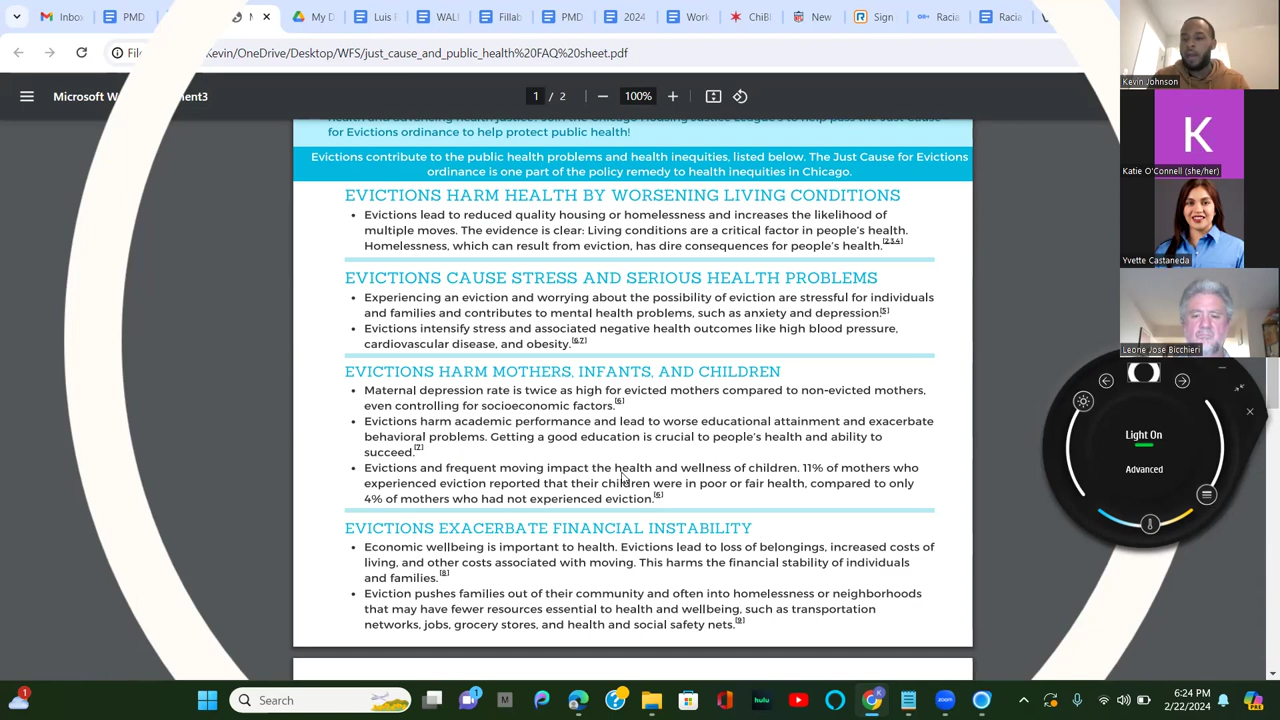 PMD
M
My D
Luis F
WALI
Fillab
PMD
2024
Work
ChiBl
New
Sign
Racia
Racia
File
Kevin/OneDrive/Desktop/WFS/just_cause_and_public_health%20FAQ%20sheet.pdf
1 / 2
100%
for Evictions ordinance to help protect public health!
Evictions contribute to the public health problems and health inequities, listed below. The Just Cause for Evictions
ordinance is one part of the policy remedy to health inequities in Chicago.
EVICTIONS HARM HEALTH BY WORSENING LIVING CONDITIONS
• Evictions lead to reduced quality housing or homelessness and increases the likelihood of
multiple moves. The evidence is clear: Living conditions are a critical factor in people's health.
Homelessness, which can result from eviction, has dire consequences for people's health.[2,3,4]
EVICTIONS CAUSE STRESS AND SERIOUS HEALTH PROBLEMS
• Experiencing an eviction and worrying about the possibility of eviction are stressful for individuals
and families and contributes to mental health problems, such as anxiety and depression.[5]
• Evictions intensify stress and associated negative health outcomes like high blood pressure,
cardiovascular disease, and obesity.[6,7]
EVICTIONS HARM MOTHERS, INFANTS, AND CHILDREN
• Maternal depression rate is twice as high for evicted mothers compared to non-evicted mothers,
even controlling for socioeconomic factors.[6]
• Evictions harm academic performance and lead to worse educational attainment and exacerbate
behavioral problems. Getting a good education is crucial to people's health and ability to
succeed.[7]
• Evictions and frequent moving impact the health and wellness of children. 11% of mothers who
experienced eviction reported that their children were in poor or fair health, compared to only
4% of mothers who had not experienced eviction.[6]
EVICTIONS EXACERBATE FINANCIAL INSTABILITY
• Economic wellbeing is important to health. Evictions lead to loss of belongings, increased costs of
living, and other costs associated with moving. This harms the financial stability of individuals
and families.[8]
• Eviction pushes families out of their community and often into homelessness or neighborhoods
that may have fewer resources essential to health and wellbeing, such as transportation
networks, jobs, grocery stores, and health and social safety nets.[9]
Kevin Johnson
K
Katie O'Connell (she/her)
Yvette Castaneda
Leone Jose Bicchieri
Light On
Advanced
Search
hulu
zoom
6:24 PM
2/22/2024